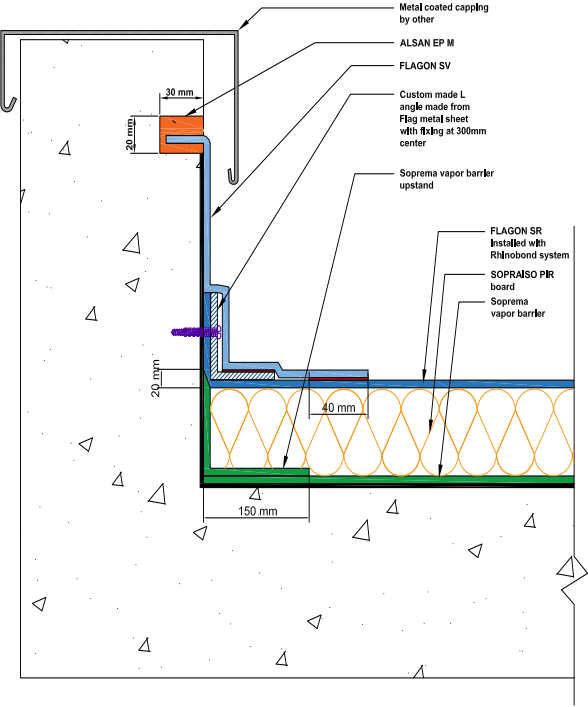 Metal coated capping
by other
ALSAN EP M
FLAGON SV
30 mm
20 mm
Custom made L
angle made from
Flag metal sheet
with fixing at 300mm
center
Soprema vapor barrier
upstand
FLAGON SR
Installed with
Rhinobond system
SOPRAISO PIR
board
Soprema
vapor barrier
20 mm
40 mm
150 mm